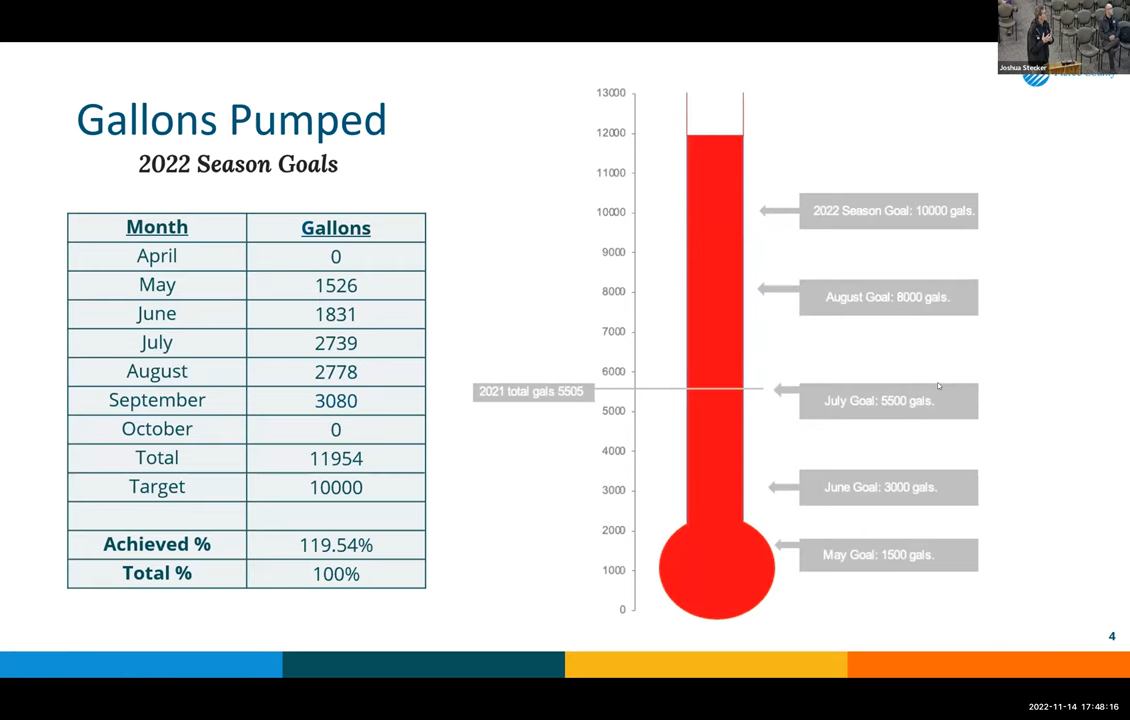 Joshua Stecker
Gallons Pumped
2022 Season Goals
Month Gallons
April 0
May 1526
June 1831
July 2739
August 2778
September 3080
October 0
Total 11954
Target 10000
Achieved % 119.54%
Total % 100%
13000
12000
11000
10000
9000
8000
7000
6000
5000
4000
3000
2000
1000
0
2021 total gals 5505
2022 Season Goal: 10000 gals.
August Goal: 8000 gals.
July Goal: 5500 gals.
June Goal: 3000 gals.
May Goal: 1500 gals.
4
2022-11-14 17:48:16